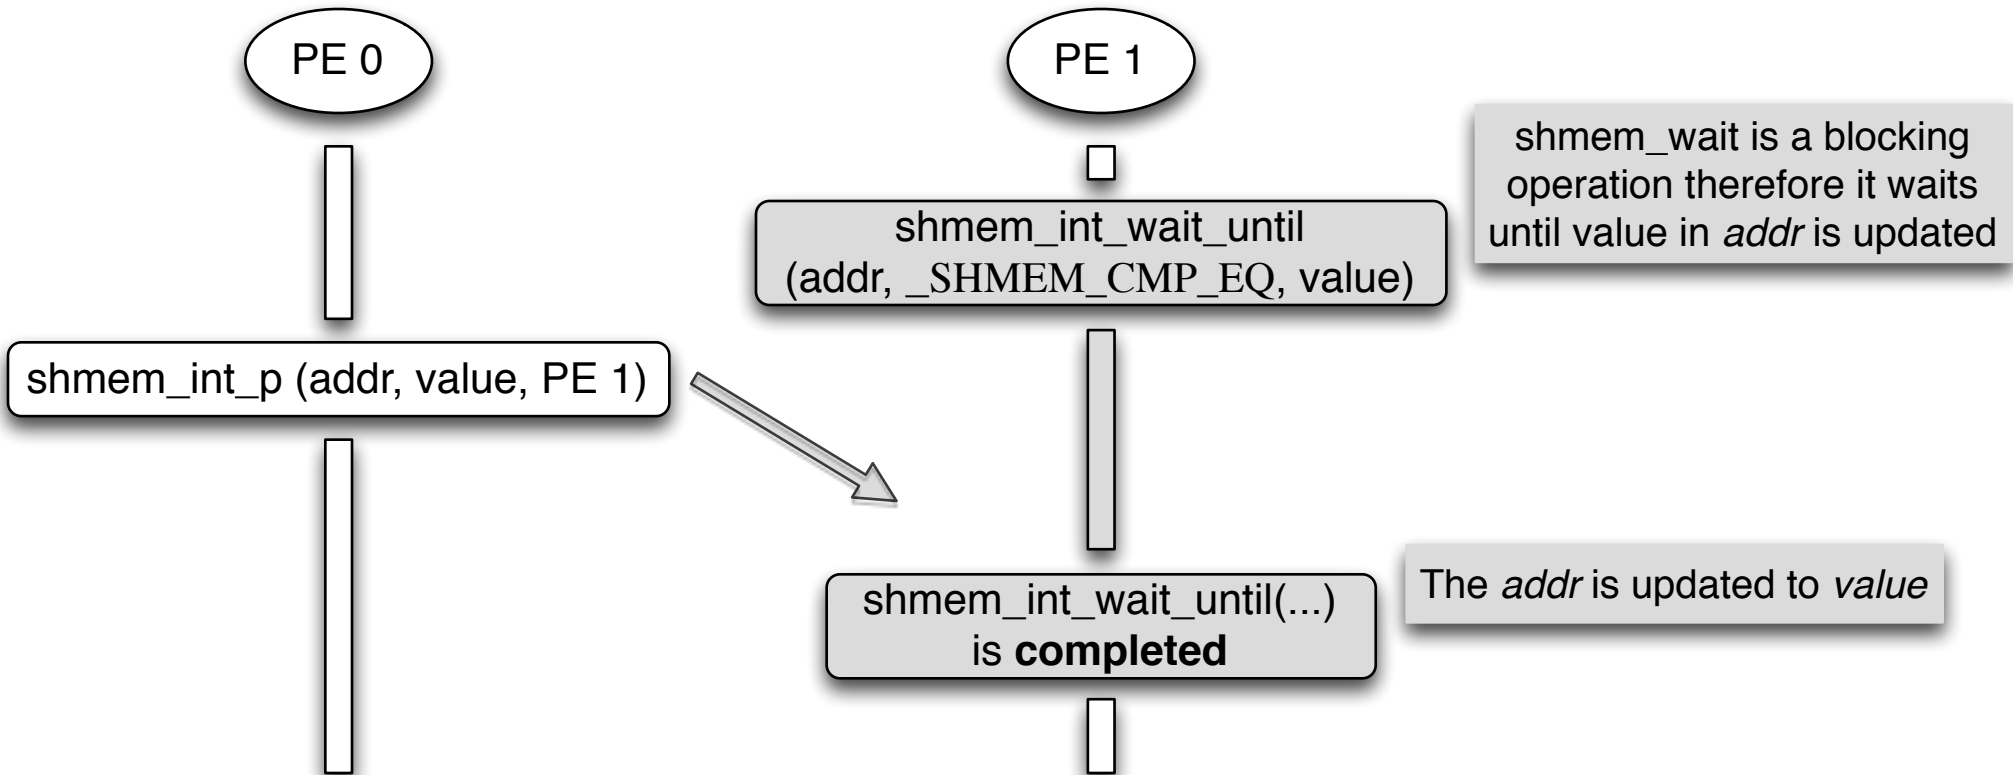 PE 0
PE 1
shmem_wait is a blocking
operation therefore it waits
until value in addr is updated
shmem_int_wait_until
(addr, _SHMEM_CMP_EQ, value)
shmem_int_p (addr, value, PE 1)
shmem_int_wait_until(...)
is completed
The addr is updated to value